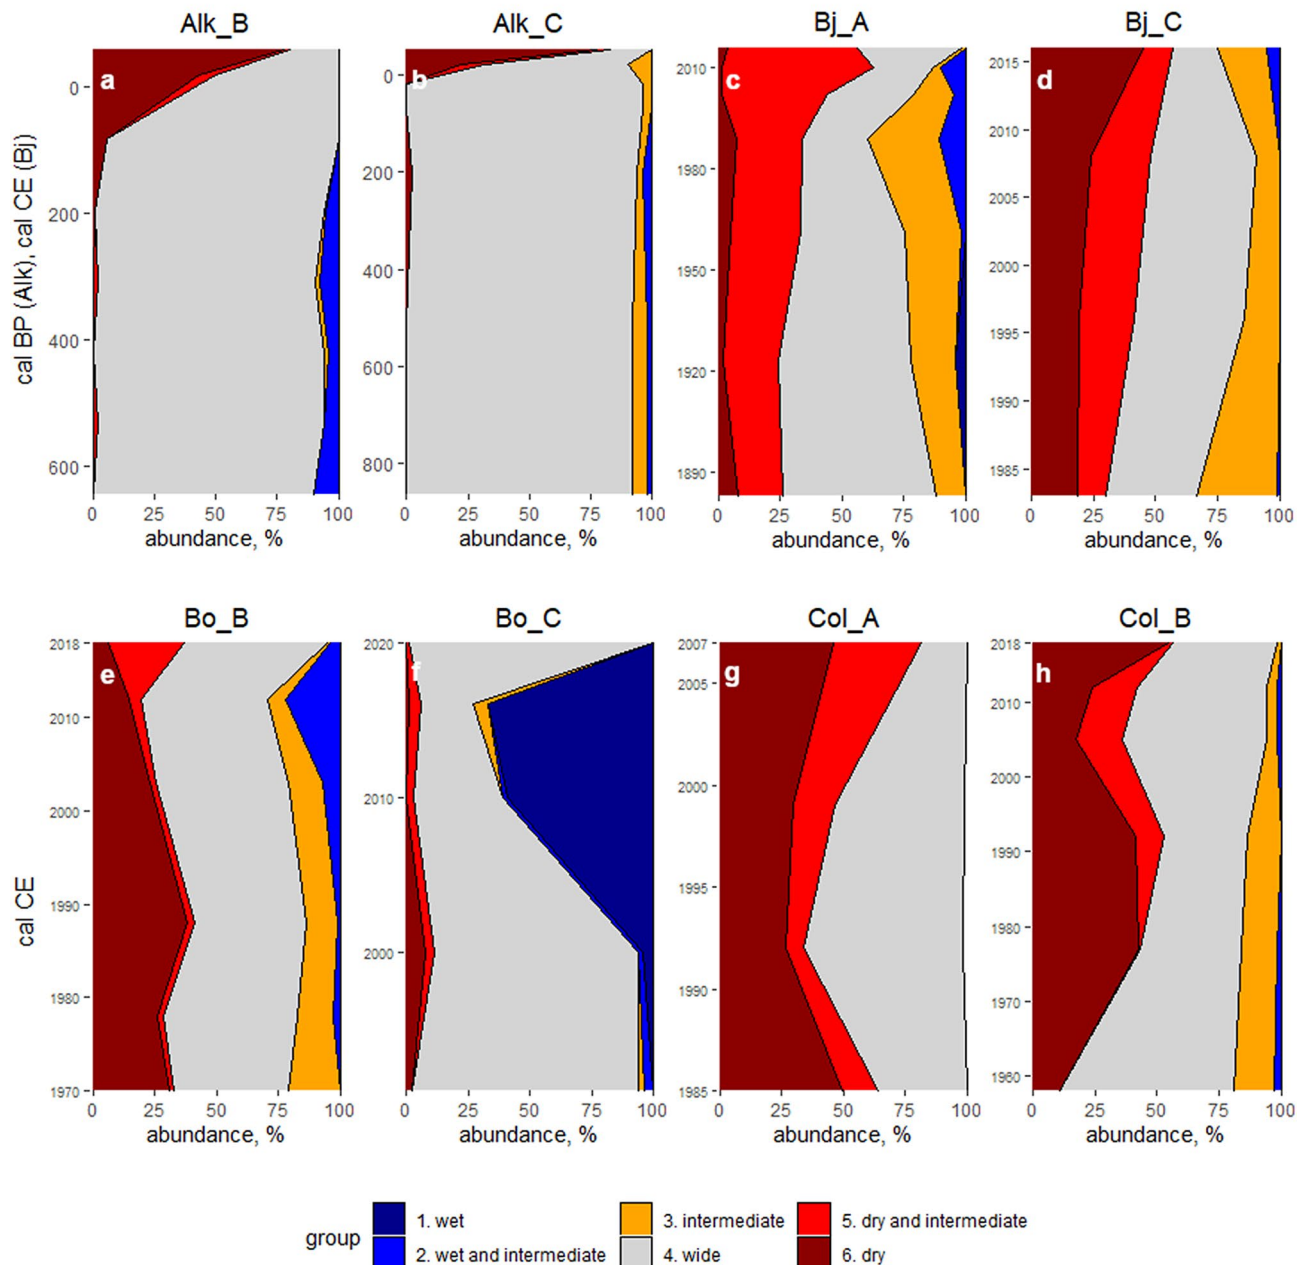 Alk_B Alk_C Bj_A Bj_C
cal BP (Alk), cal CE (Bj)
a
0
200
400
600
0 25 50 75 100
abundance, %
b
0
200
400
600
800
0 25 50 75 100
abundance, %
c
2010
1980
1950
1920
1890
0 25 50 75 100
abundance, %
d
2015
2010
2005
2000
1995
1990
1985
0 25 50 75 100
abundance, %
Bo_B Bo_C Col_A Col_B
cal CE
e
2018
2010
2000
1990
1980
1970
0 25 50 75 100
abundance, %
f
2020
2010
2000
0 25 50 75 100
abundance, %
g
2007
2005
2000
1995
1990
1985
0 25 50 75 100
abundance, %
h
2018
2010
2000
1990
1980
1970
1960
0 25 50 75 100
abundance, %
group
1. wet 3. intermediate 5. dry and intermediate
2. wet and intermediate 4. wide 6. dry